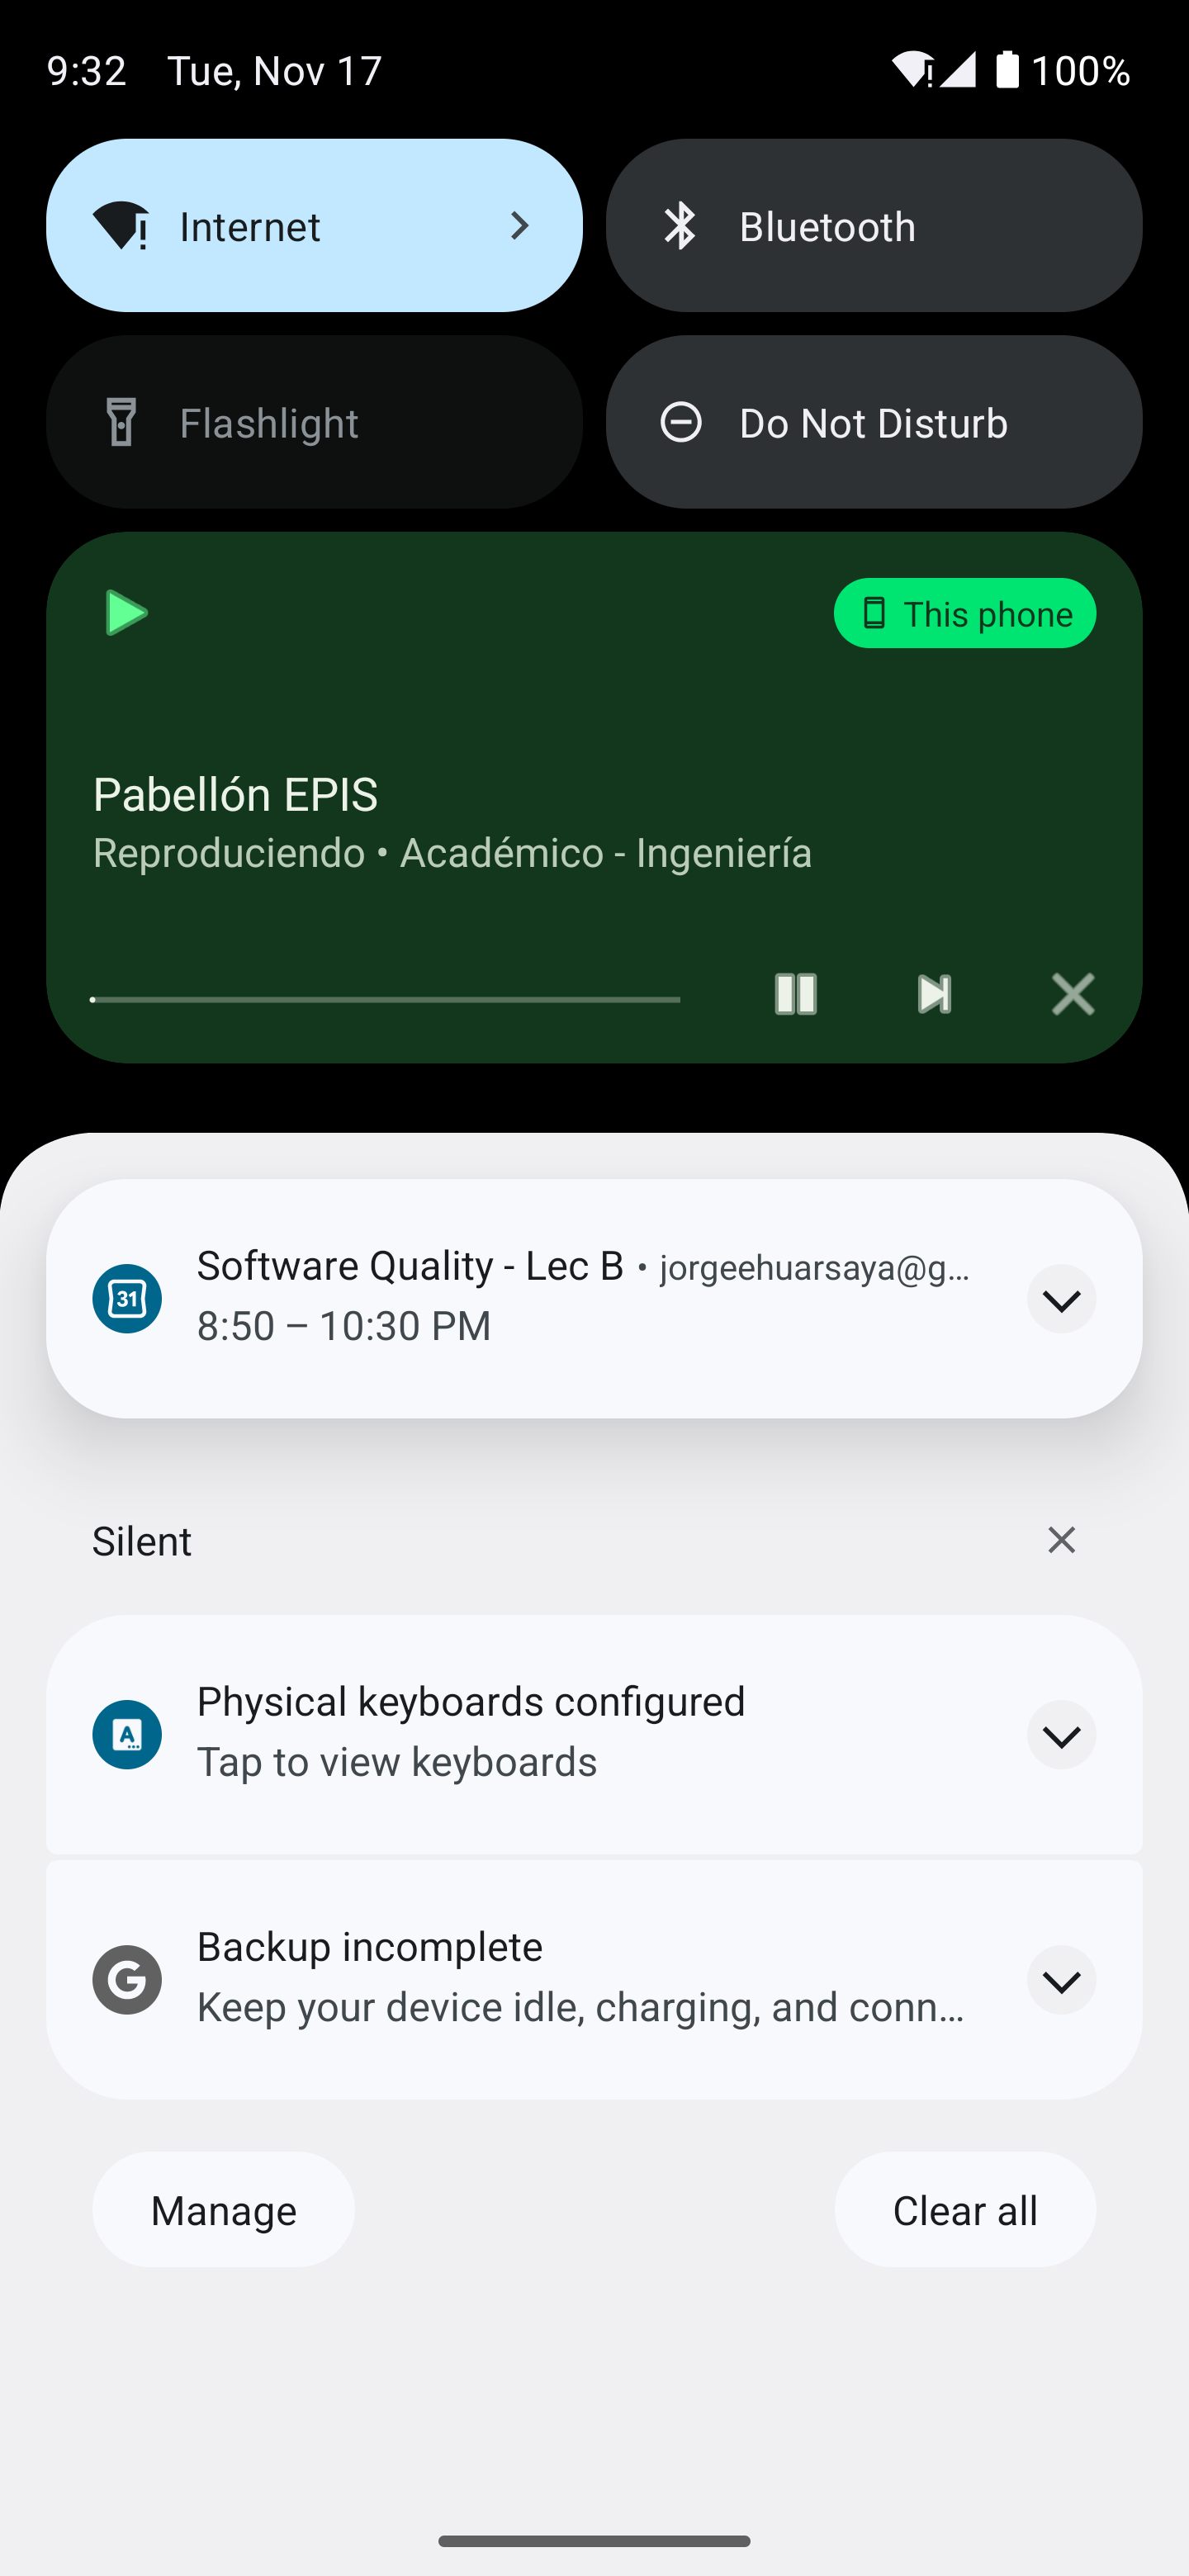 9:32 Tue, Nov 17 100%
Internet
Bluetooth
Flashlight
Do Not Disturb
This phone
Pabellón EPIS
Reproduciendo • Académico - Ingeniería
31 Software Quality - Lec B • jorgeehuarsaya@g...
8:50 – 10:30 PM
Silent
A Physical keyboards configured
Tap to view keyboards
G Backup incomplete
Keep your device idle, charging, and conn...
Manage
Clear all